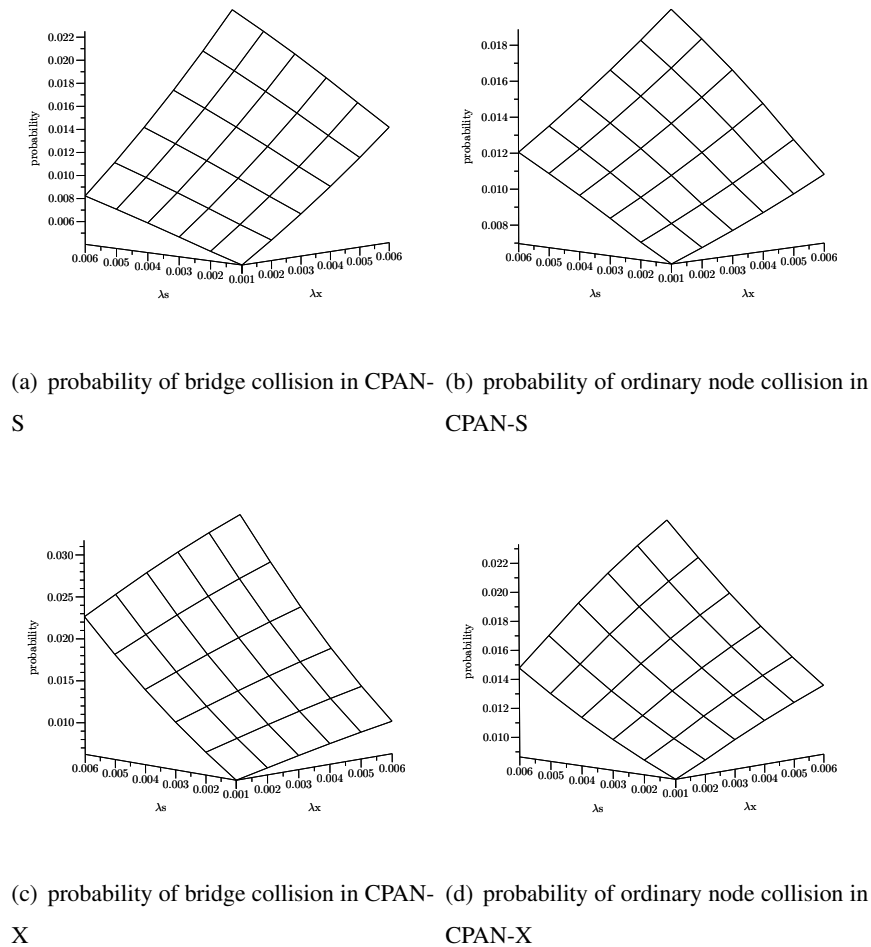 0.022
0.020
0.018
0.016
0.014
0.012
0.010
0.008
0.006
probability
0.006 0.005 0.004 0.003 0.002 0.001 0.002 0.003 0.004 0.005 0.006
λs λx
0.018
0.016
0.014
0.012
0.010
0.008
probability
0.006 0.005 0.004 0.003 0.002 0.001 0.002 0.003 0.004 0.005 0.006
λs λx
(a) probability of bridge collision in CPAN-
S
(b) probability of ordinary node collision in
CPAN-S
0.030
0.025
0.020
0.015
0.010
probability
0.006 0.005 0.004 0.003 0.002 0.001 0.002 0.003 0.004 0.005 0.006
λs λx
0.022
0.020
0.018
0.016
0.014
0.012
0.010
probability
0.006 0.005 0.004 0.003 0.002 0.001 0.002 0.003 0.004 0.005 0.006
λs λx
(c) probability of bridge collision in CPAN-
X
(d) probability of ordinary node collision in
CPAN-X